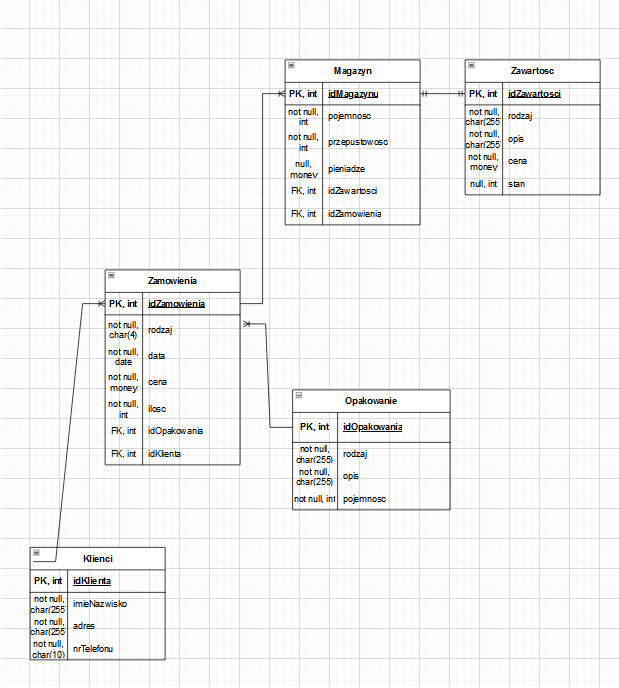 Magazyn
PK, int idMagazynu
not null, int pojemnosc
not null, int przepustowosc
null, money pieniadze
FK, int idZawartosci
FK, int idZamowienia
Zawartosc
PK, int idZawartosci
not null, char(255 rodzaj
not null, char(255 opis
not null, money cena
null, int stan
Zamowienia
PK, int idZamowienia
not null, char(4) rodzaj
not null, date data
not null, money cena
not null, int ilosc
FK, int idOpakowania
FK, int idKlienta
Opakowanie
PK, int idOpakowania
not null, char(255) rodzaj
not null, char(255) opis
not null, int pojemnosc
Klienci
PK, int idKlienta
not null, char(255 imieNazwisko
not null, char(255 adres
not null, char(10) nrTelefonu